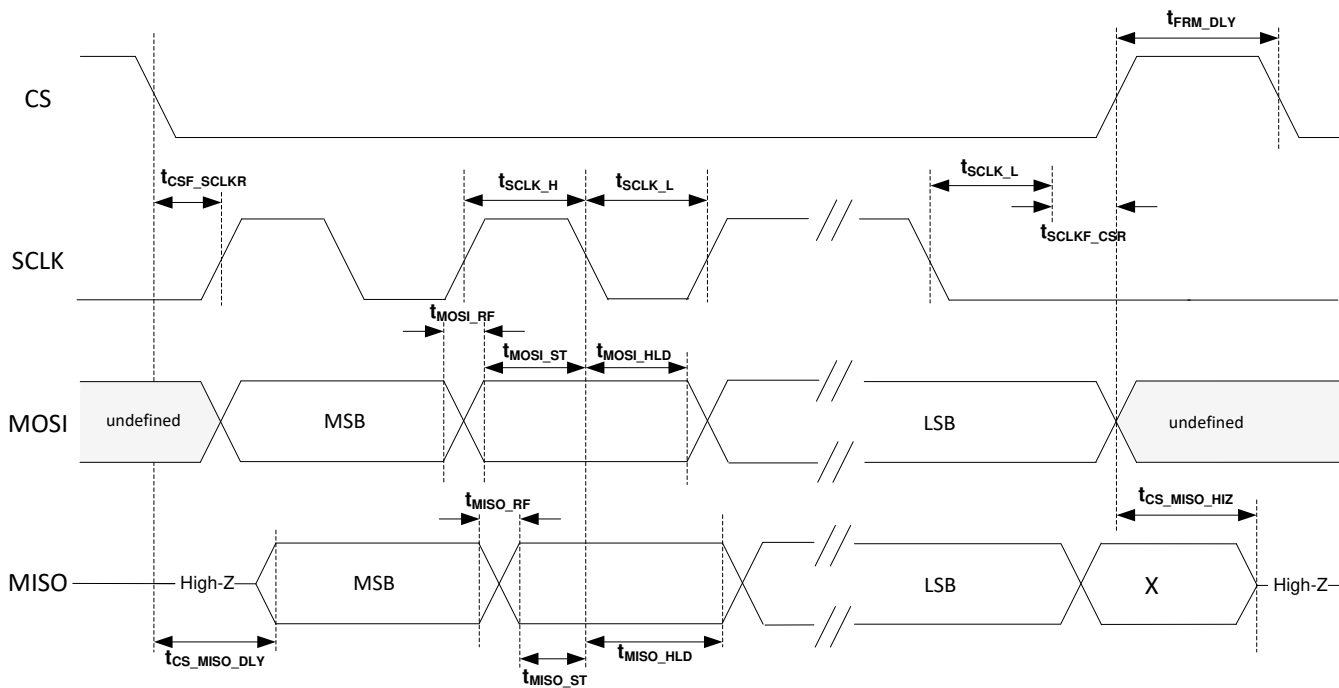 tFRM_DLY
CS
tCSF_SCLKR
tSCLK_H
tSCLK_L
tSCLK_L
tSCLKF_CSR
SCLK
tMOSI_RF
tMOSI_ST
tMOSI_HLD
MOSI
undefined
MSB
LSB
undefined
tMISO_RF
tCS_MISO_HIZ
MISO
High-Z
MSB
LSB
X
High-Z
tCS_MISO_DLY
tMISO_ST
tMISO_HLD